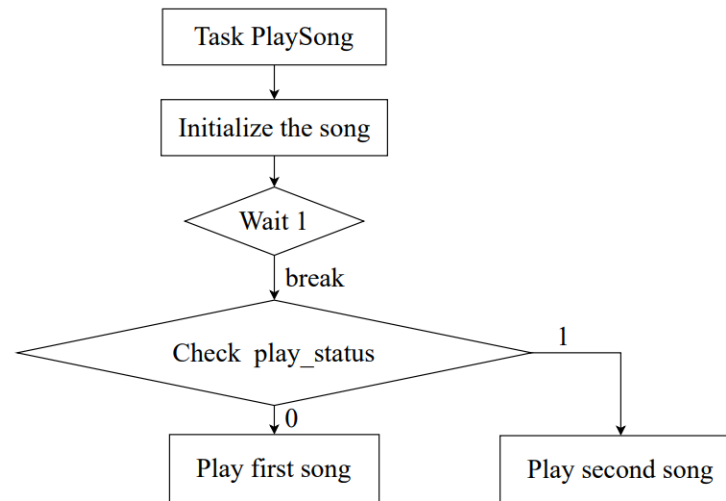 Task PlaySong
Initialize the song
Wait 1
break
Check play_status
1
0
Play first song
Play second song